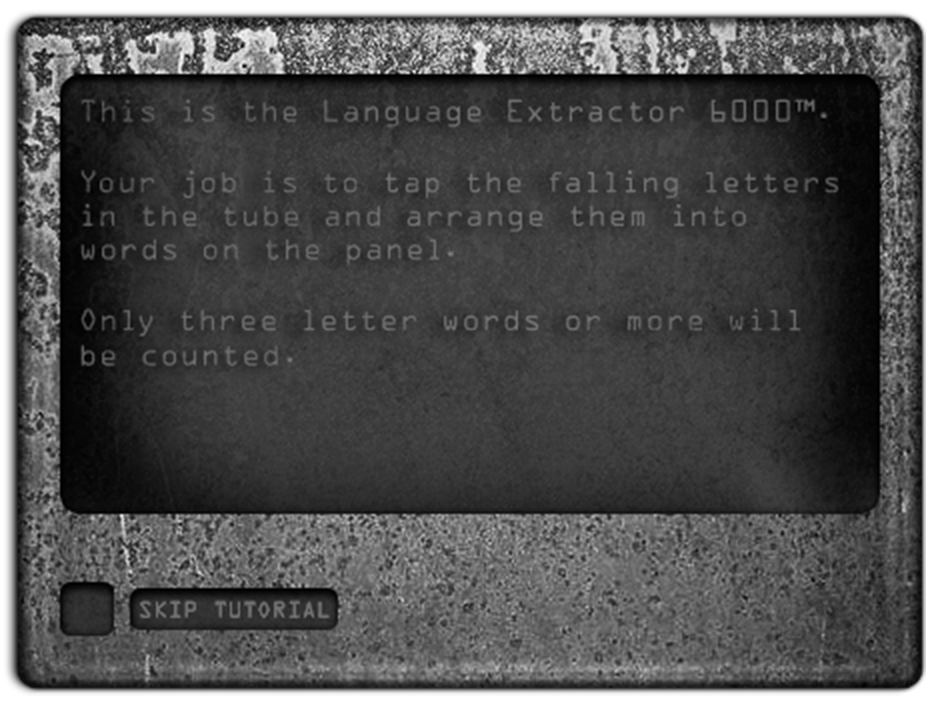 This is the Language Extractor 6000™.
Your job is to tap the falling letters
in the tube and arrange them into
words on the panel.
Only three letter words or more will
be counted.
SKIP TUTORIAL